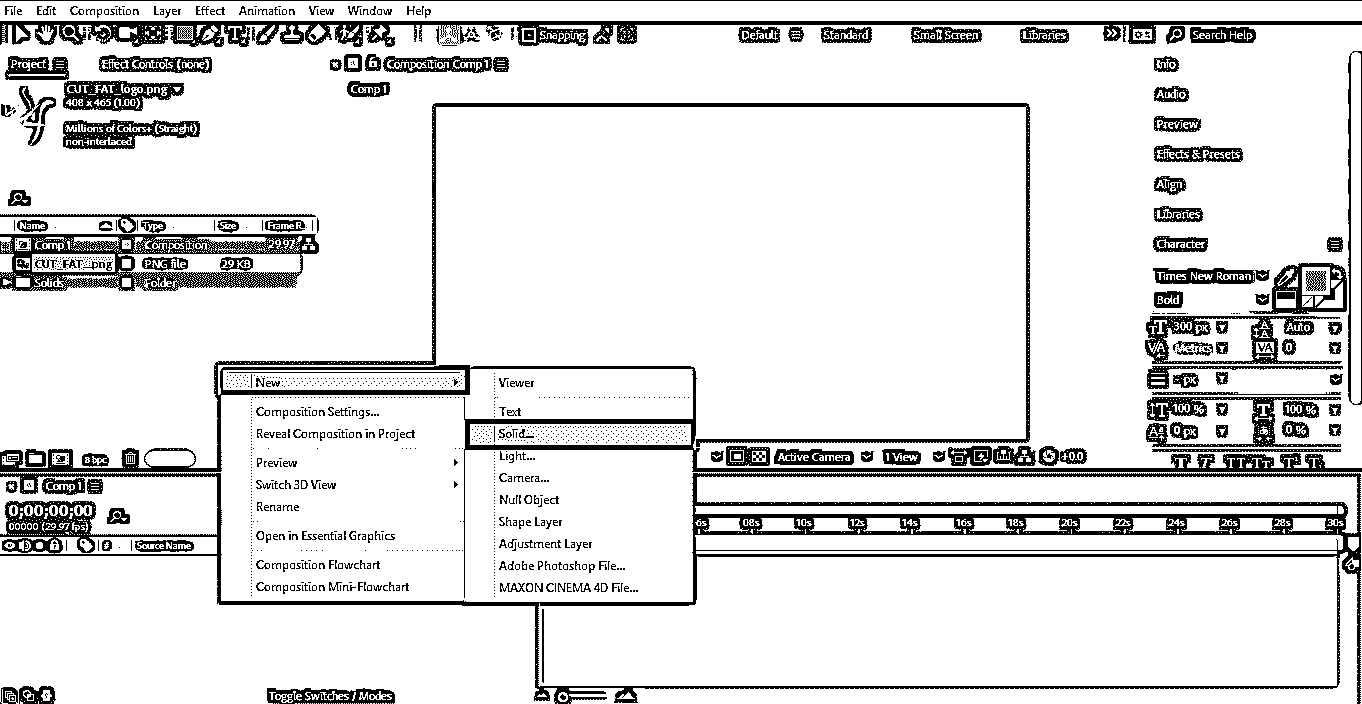 File Edit Composition Layer Effect Animation View Window Help
Snapping Default Standard Small Screen Libraries Search Help
Project Effect Controls (none) Composition Comp 1 Info
CUT_FAT_logo.png Comp 1 Audio
408 x 465 (1.00)
Millions of Colors+ (Straight) Preview
non-interlaced
Effects & Presets
Align
Libraries
Name Type Size Frame R...
Comp 1 Composition 29.97 Character
CUT_FAT_.png PNG file 29 KB
Solids Folder Times New Roman
Bold
300 px Auto
Metrics 0
- px
New Viewer
Composition Settings... Text 100 % 100 %
Reveal Composition in Project Solid... 0 px 0 %
8 bpc Light... Active Camera 1 View +0.0
Preview
Switch 3D View Camera...
Comp 1
Rename Null Object
0;00;00;00
00000 (29.97 fps) Shape Layer 08s 10s 12s 14s 16s 18s 20s 22s 24s 26s 28s 30s
Open in Essential Graphics
# Source Name Adjustment Layer
Composition Flowchart Adobe Photoshop File...
Composition Mini-Flowchart MAXON CINEMA 4D File...
Toggle Switches / Modes